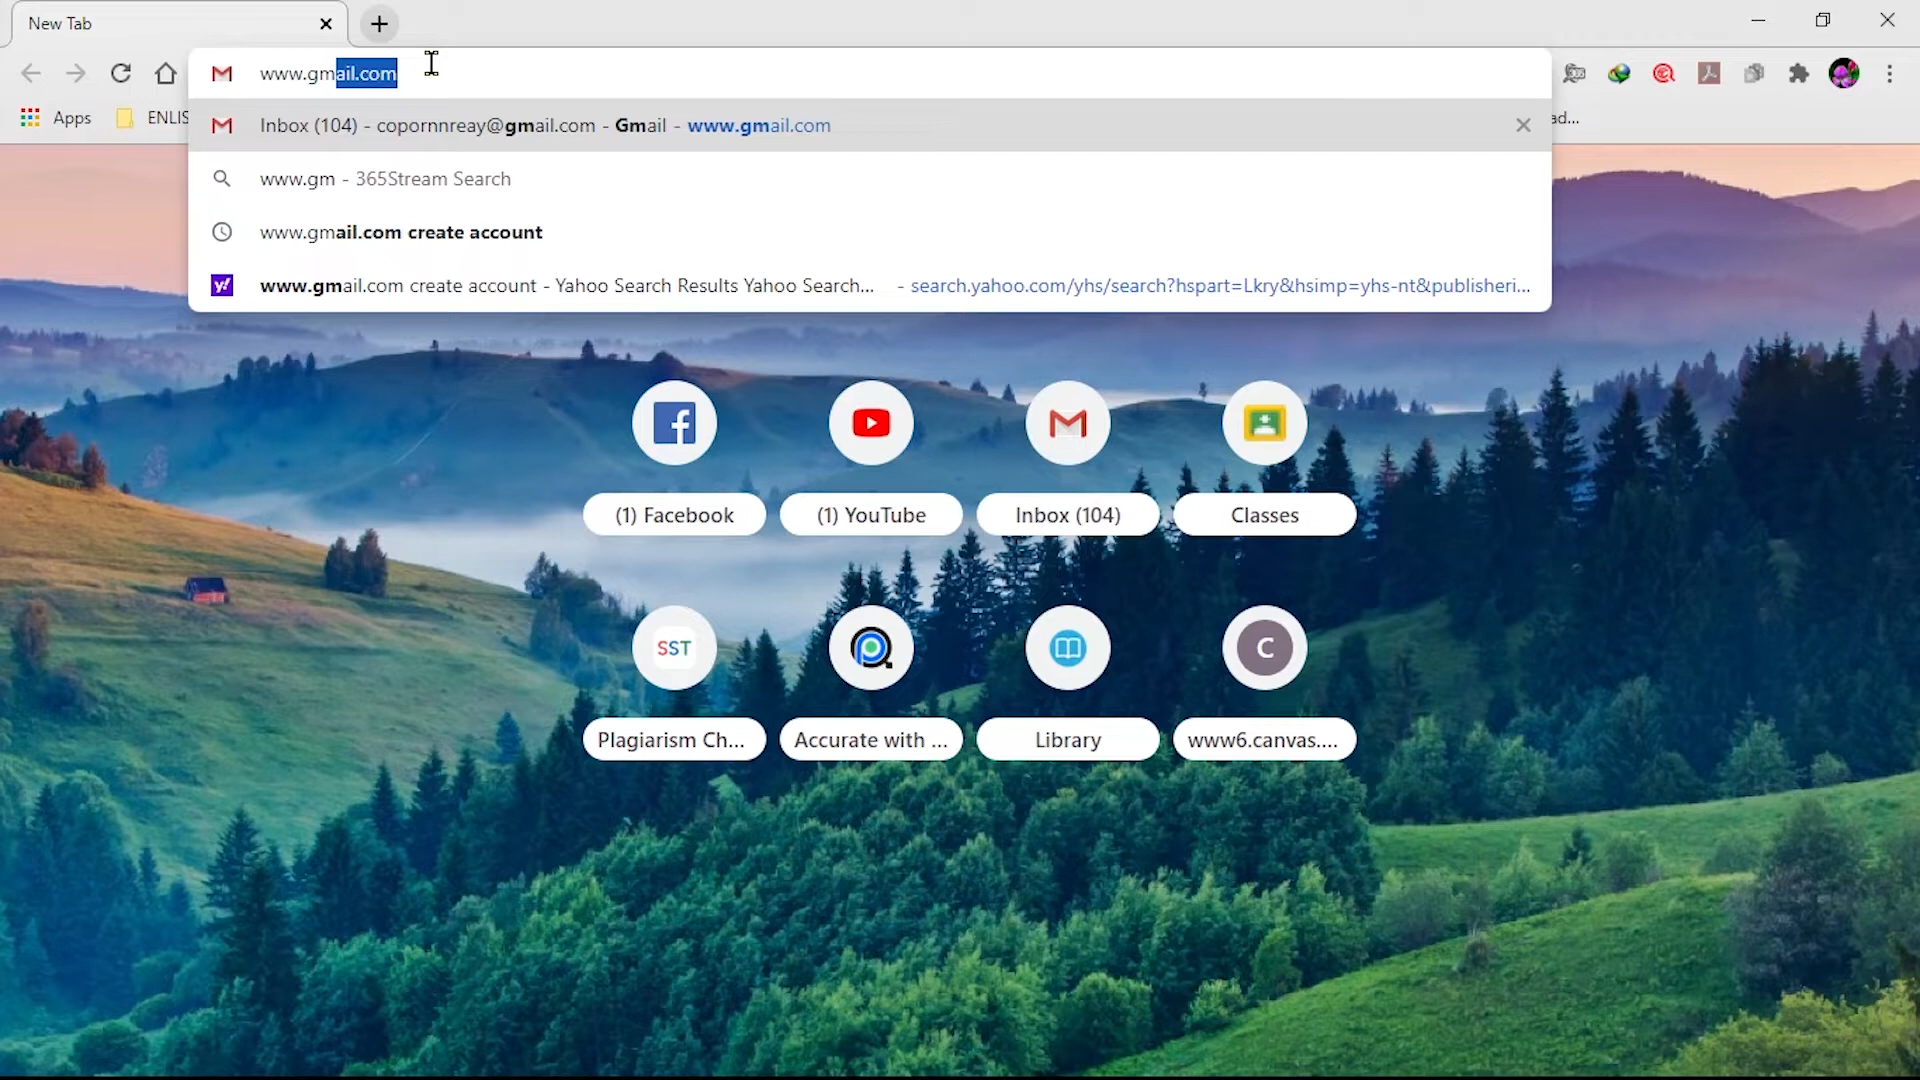 New Tab
www.gmail.com
Apps
ENLIS
ad...
Inbox (104) - copornnreay@gmail.com - Gmail - www.gmail.com
www.gm - 365Stream Search
www.gmail.com create account
y! www.gmail.com create account - Yahoo Search Results Yahoo Search... - search.yahoo.com/yhs/search?hspart=Lkry&hsimp=yhs-nt&publisheri...
(1) Facebook
(1) YouTube
Inbox (104)
Classes
SST
C
Plagiarism Ch...
Accurate with ...
Library
www6.canvas....